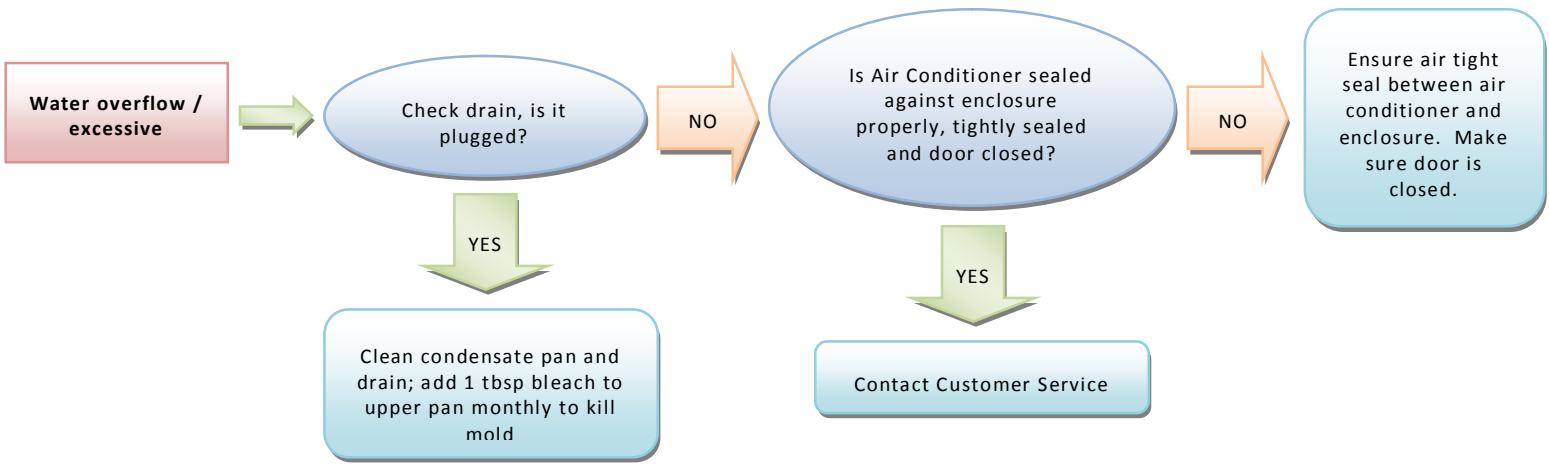 Water overflow /
excessive
Check drain, is it
plugged?
NO
Is Air Conditioner sealed
against enclosure
properly, tightly sealed
and door closed?
NO
Ensure air tight
seal between air
conditioner and
enclosure.  Make
sure door is
closed.
YES
YES
Clean condensate pan and
drain; add 1 tbsp bleach to
upper pan monthly to kill
mold
Contact Customer Service